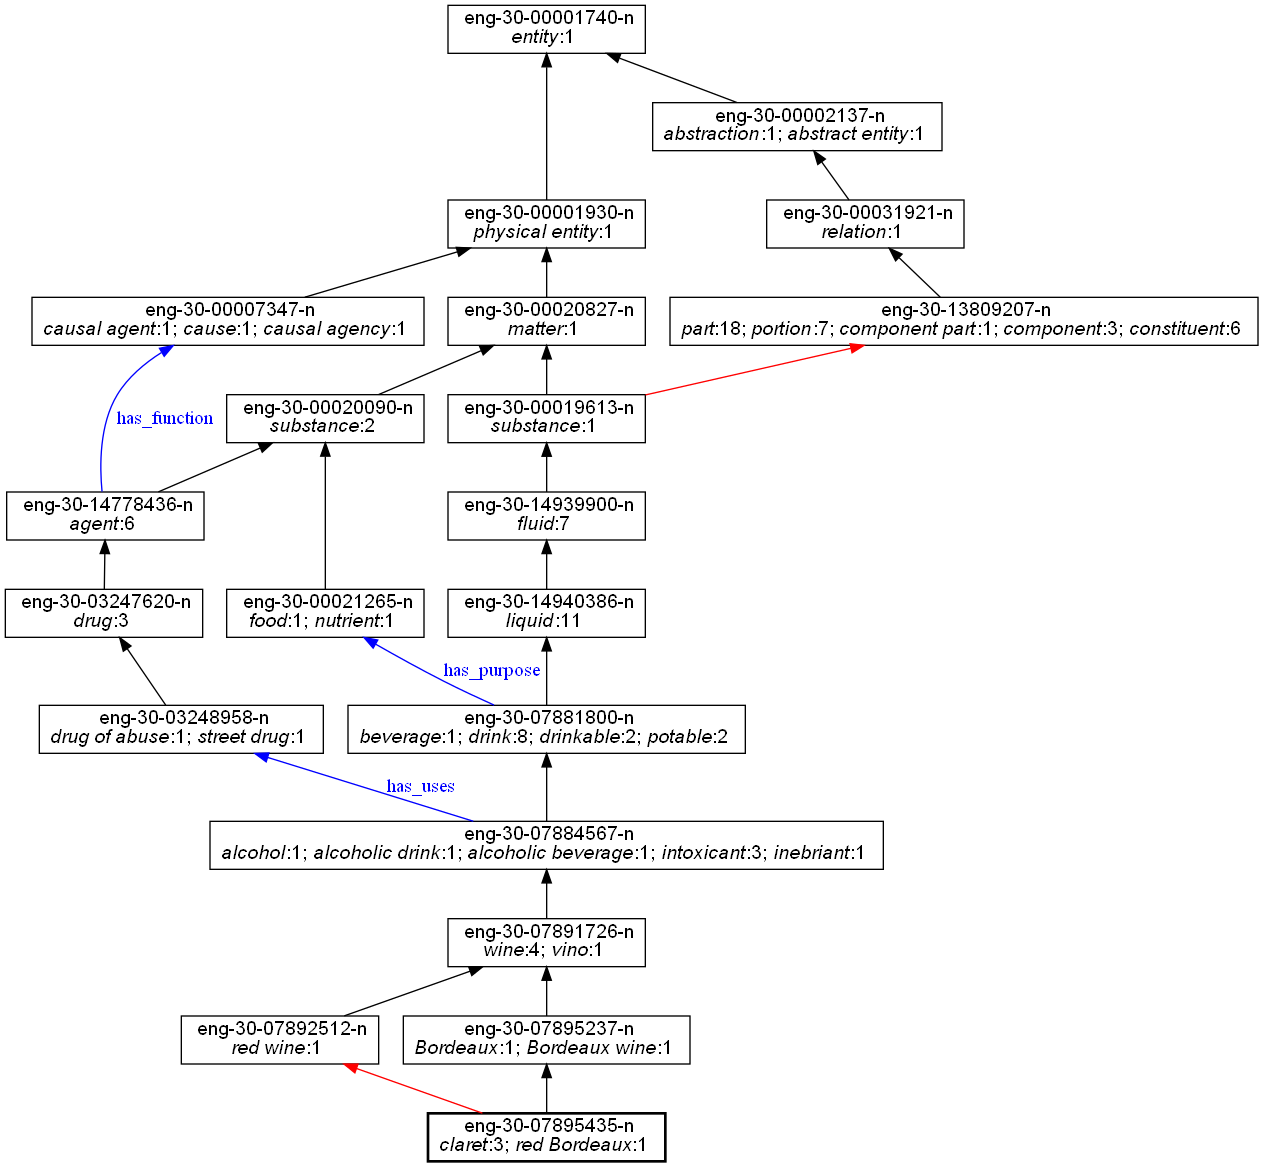 eng-30-00001740-n
entity:1
eng-30-00002137-n
abstraction:1; abstract entity:1
eng-30-00001930-n
physical entity:1
eng-30-00031921-n
relation:1
eng-30-00007347-n
causal agent:1; cause:1; causal agency:1
eng-30-00020827-n
matter:1
eng-30-13809207-n
part:18; portion:7; component part:1; component:3; constituent:6
has_function
eng-30-00020090-n
substance:2
eng-30-00019613-n
substance:1
eng-30-14778436-n
agent:6
eng-30-14939900-n
fluid:7
eng-30-03247620-n
drug:3
eng-30-00021265-n
food:1; nutrient:1
eng-30-14940386-n
liquid:11
has_purpose
eng-30-03248958-n
drug of abuse:1; street drug:1
eng-30-07881800-n
beverage:1; drink:8; drinkable:2; potable:2
has_uses
eng-30-07884567-n
alcohol:1; alcoholic drink:1; alcoholic beverage:1; intoxicant:3; inebriant:1
eng-30-07891726-n
wine:4; vino:1
eng-30-07892512-n
red wine:1
eng-30-07895237-n
Bordeaux:1; Bordeaux wine:1
eng-30-07895435-n
claret:3; red Bordeaux:1